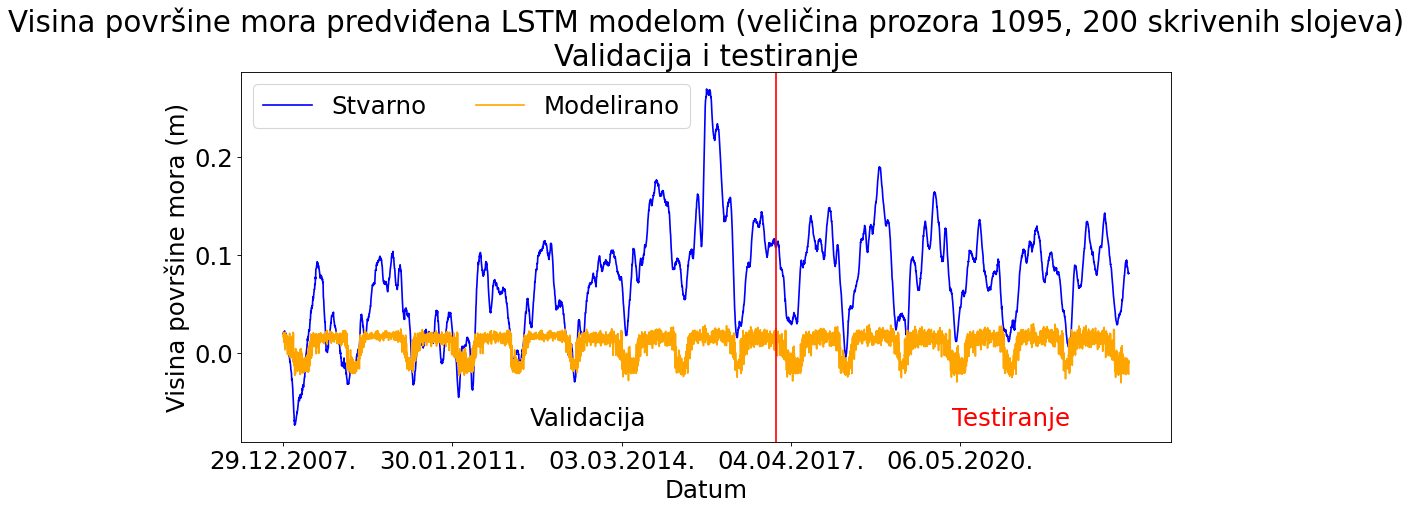 Visina površine mora predviđena LSTM modelom (veličina prozora 1095, 200 skrivenih slojeva)
Validacija i testiranje
Stvarno
Modelirano
Visina površine mora (m)
0.2
0.1
0.0
Validacija
Testiranje
29.12.2007.
30.01.2011.
03.03.2014.
04.04.2017.
06.05.2020.
Datum